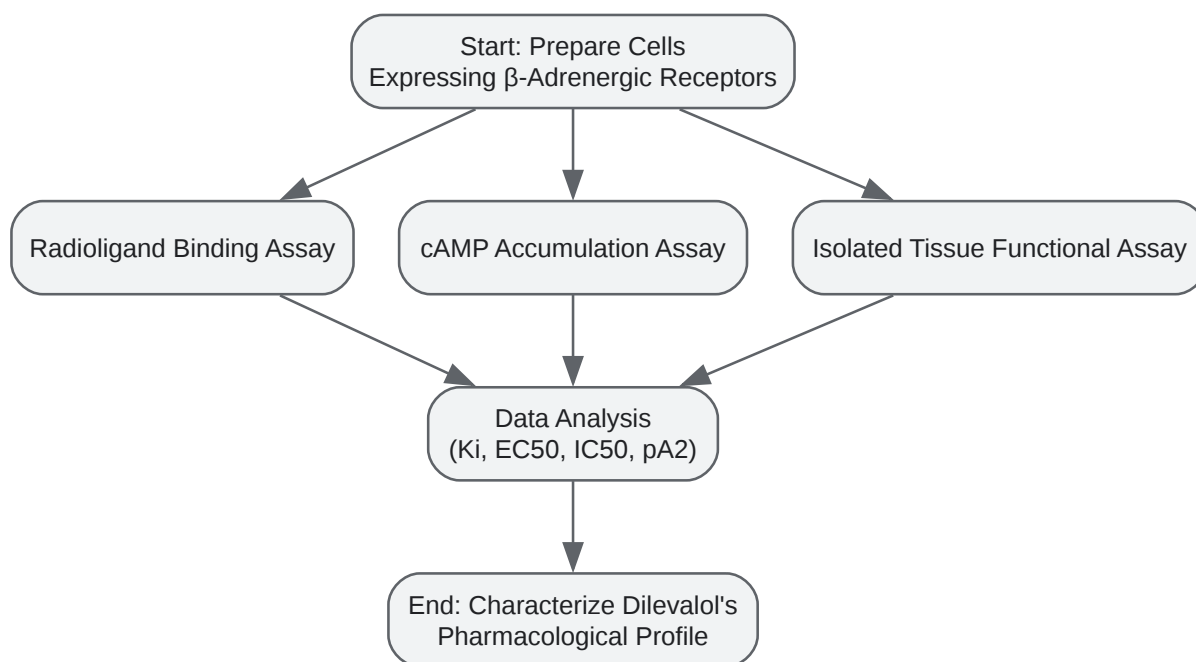 Start: Prepare Cells
Expressing β-Adrenergic Receptors
Radioligand Binding Assay
cAMP Accumulation Assay
Isolated Tissue Functional Assay
Data Analysis
(Ki, EC50, IC50, pA2)
End: Characterize Dilevalol's
Pharmacological Profile